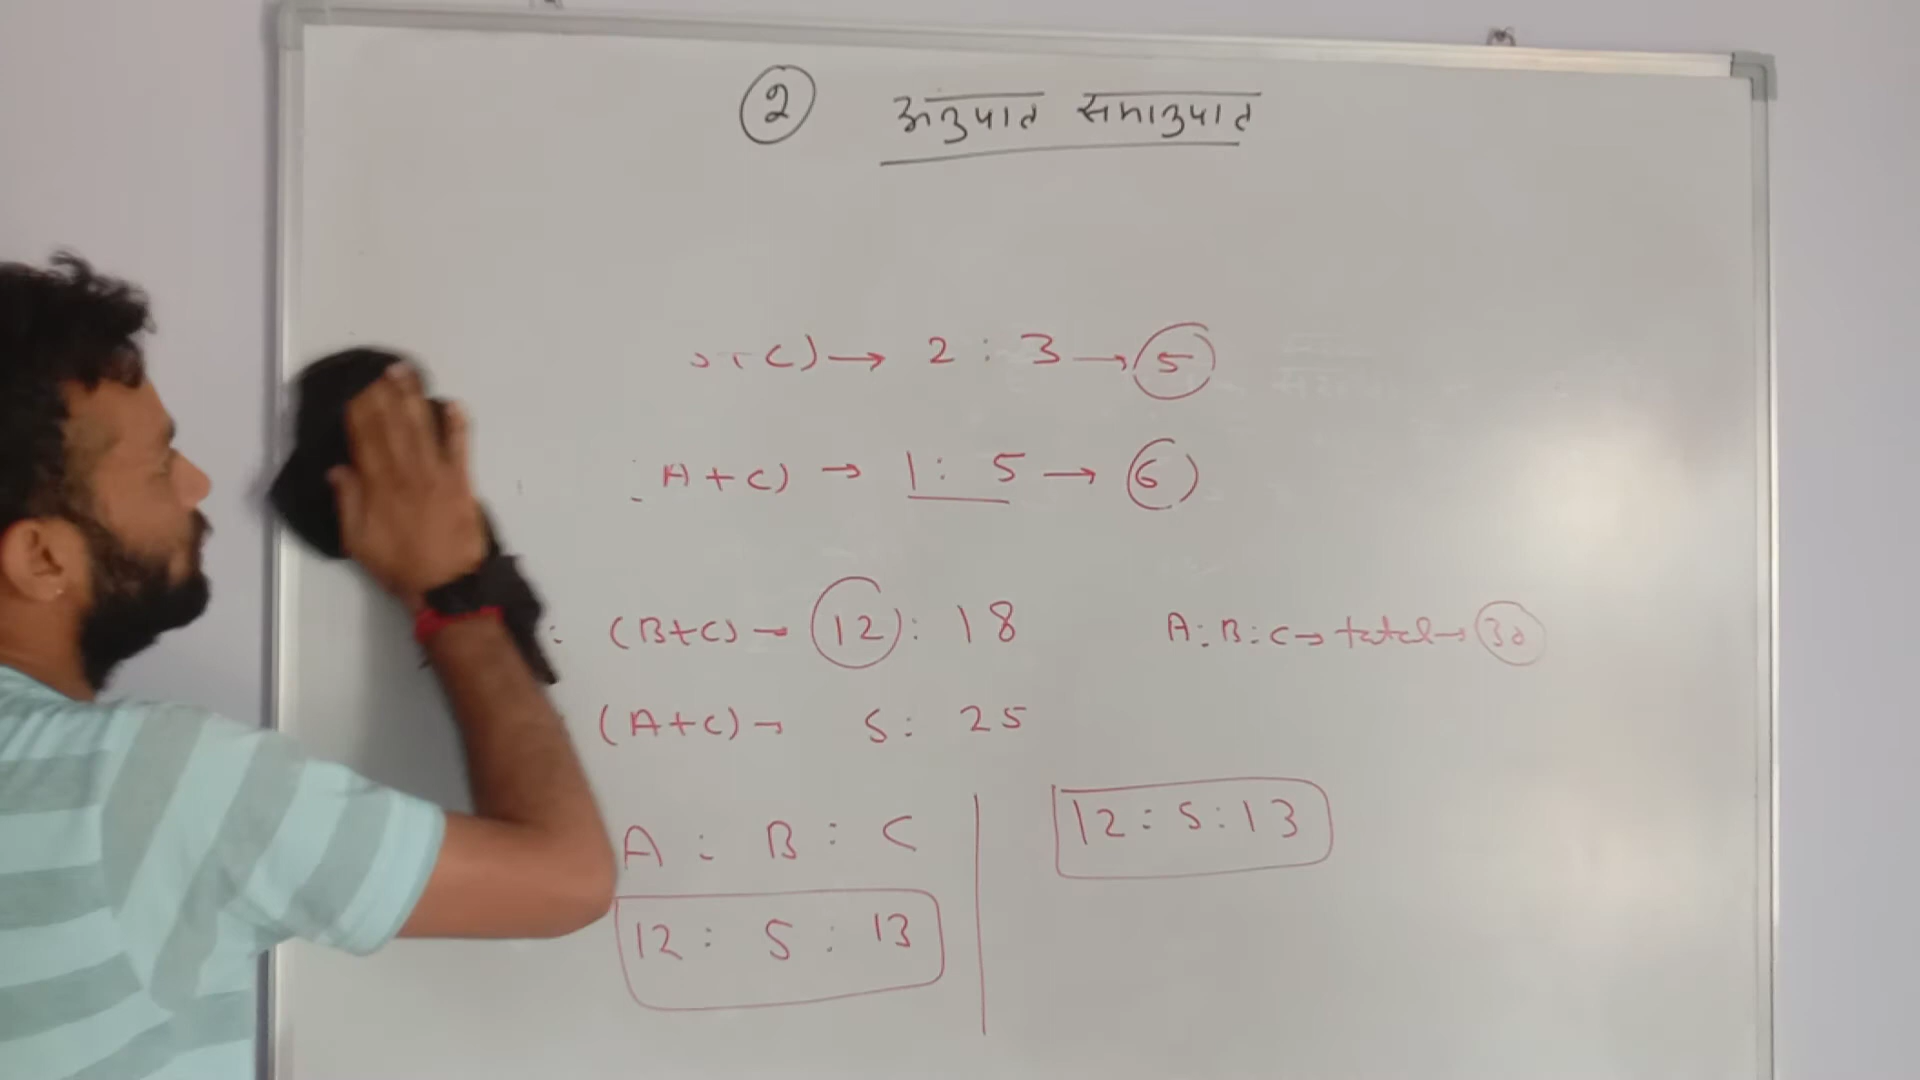 २ अनुपात समानुपात
C) → 2 : 3 → 5
A + C) → 1 : 5 → 6
: (B+C) → 12 : 18
A : B : C → total → 30
(A+C) → 5 : 25
A : B : C
12 : 5 : 13
12 : 5 : 13